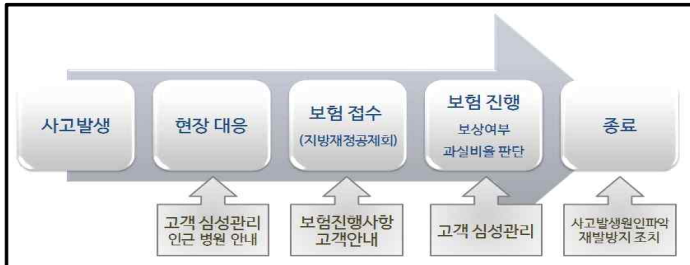 사고발생
현장 대응
보험 접수
(지방재정공제회)
보험 진행
보상여부
과실비율 판단
종료
고객 심성관리
인근 병원 안내
보험진행사항
고객안내
고객 심성관리
사고발생원인파악
재발방지 조치